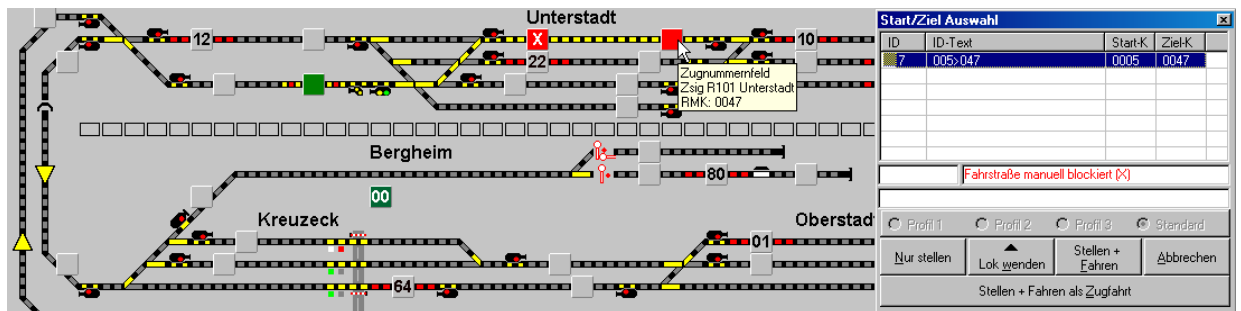 Unterstadt
12
X
10
22
Zugnummernfeld
Zsig R101 Unterstadt
RMK: 0047
Bergheim
80
00
Kreuzeck
Oberstad
01
64
Start/Ziel Auswahl
ID ID-Text Start-K Ziel-K
7 005>047 0005 0047
Fahrstraße manuell blockiert (X)
Profil 1 Profil 2 Profil 3 Standard
Nur stellen
Lok wenden
Stellen +
Fahren
Abbrechen
Stellen + Fahren als Zugfahrt